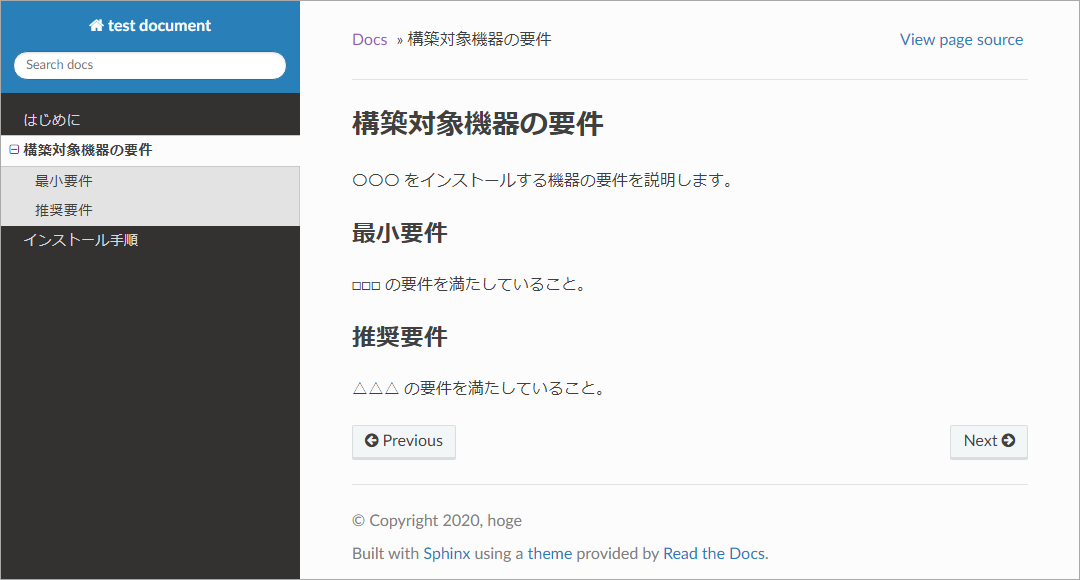 test document
Search docs
はじめに
構築対象機器の要件
最小要件
推奨要件
インストール手順
Docs » 構築対象機器の要件
View page source
構築対象機器の要件
〇〇〇 をインストールする機器の要件を説明します。
最小要件
□□□ の要件を満たしていること。
推奨要件
△△△ の要件を満たしていること。
Previous
Next
© Copyright 2020, hoge
Built with Sphinx using a theme provided by Read the Docs.